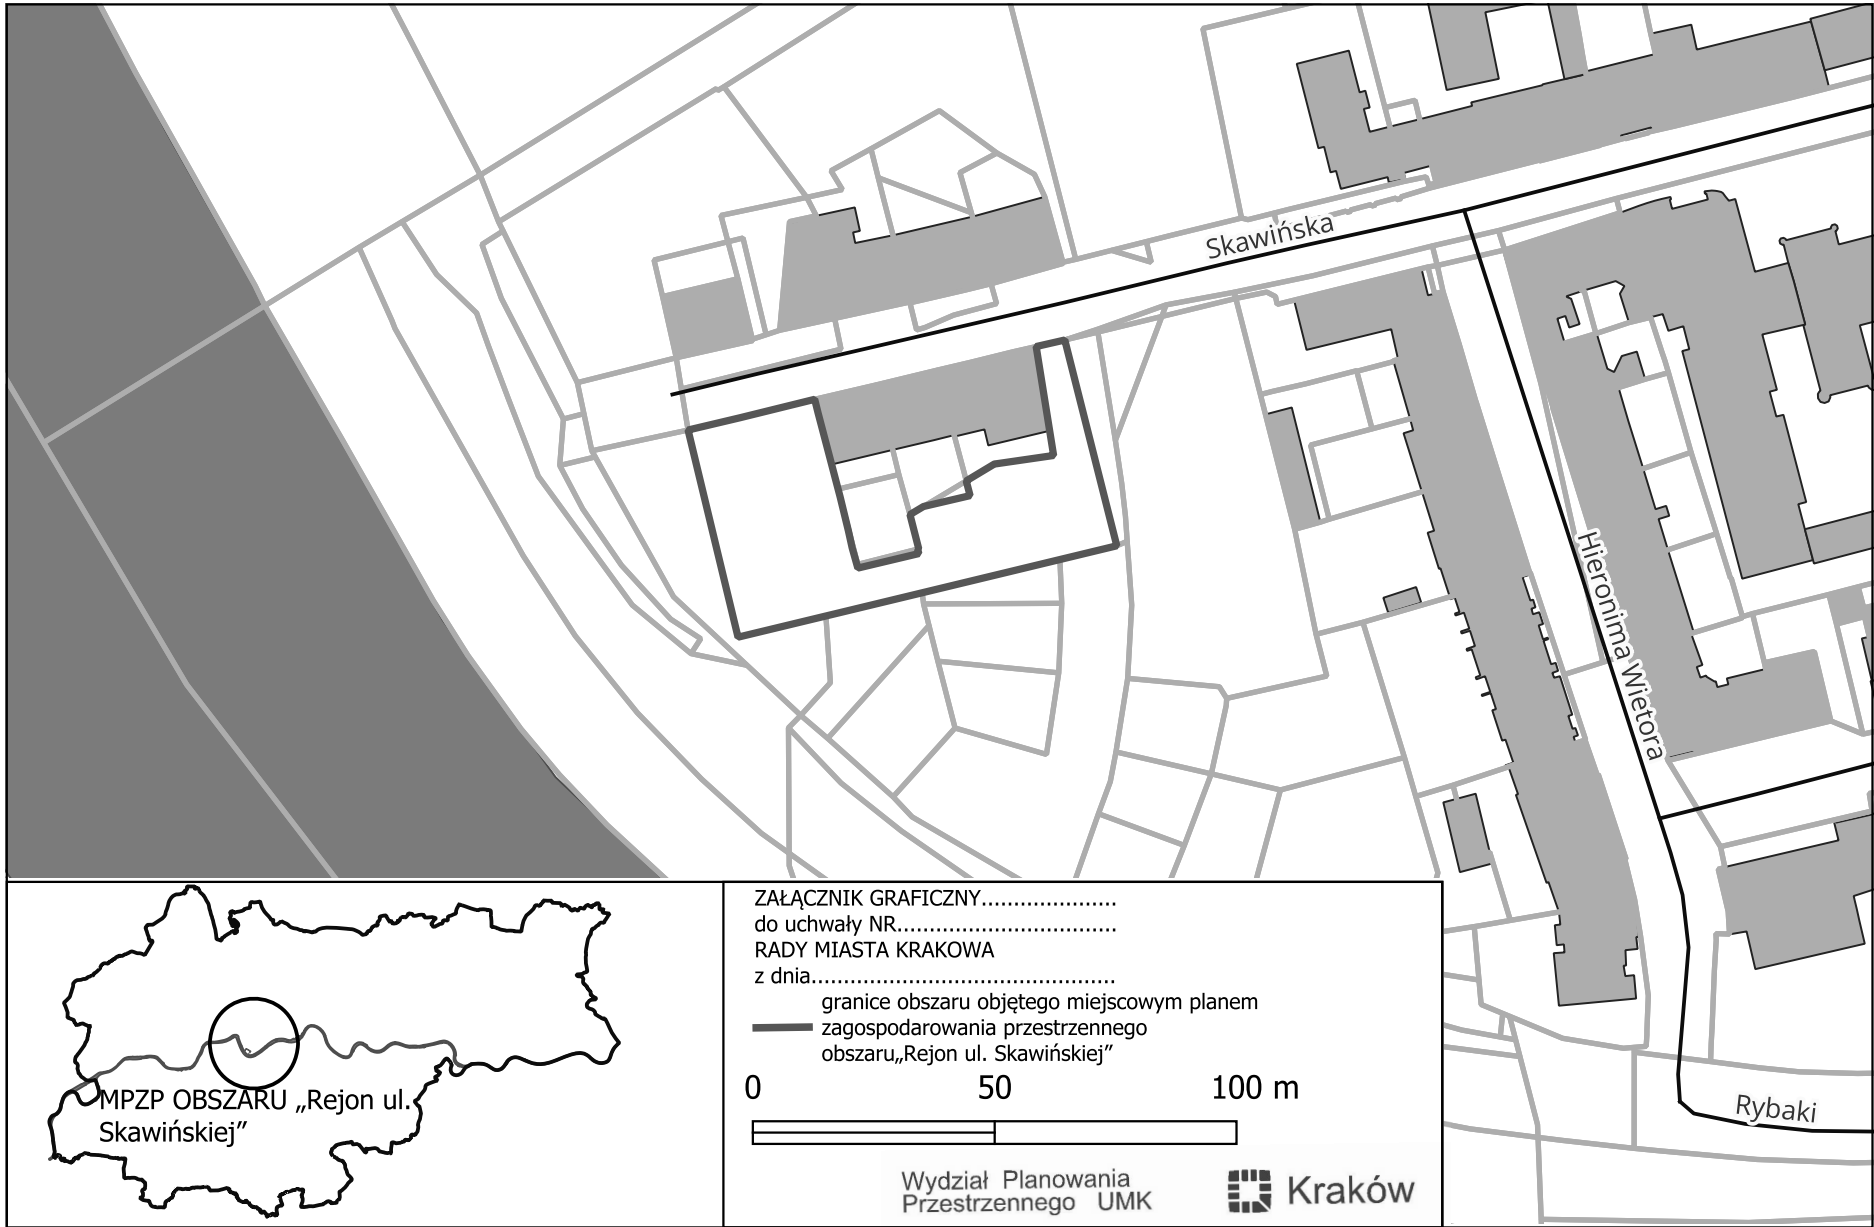 Skawińska
Hieronima Wietora
Rybaki
MPZP OBSZARU „Rejon ul.
Skawińskiej”
ZAŁĄCZNIK GRAFICZNY.....................
do uchwały NR..................................
RADY MIASTA KRAKOWA
z dnia...............................................
granice obszaru objętego miejscowym planem
zagospodarowania przestrzennego
obszaru„Rejon ul. Skawińskiej”
0 50 100 m
Wydział Planowania
Przestrzennego UMK
Kraków